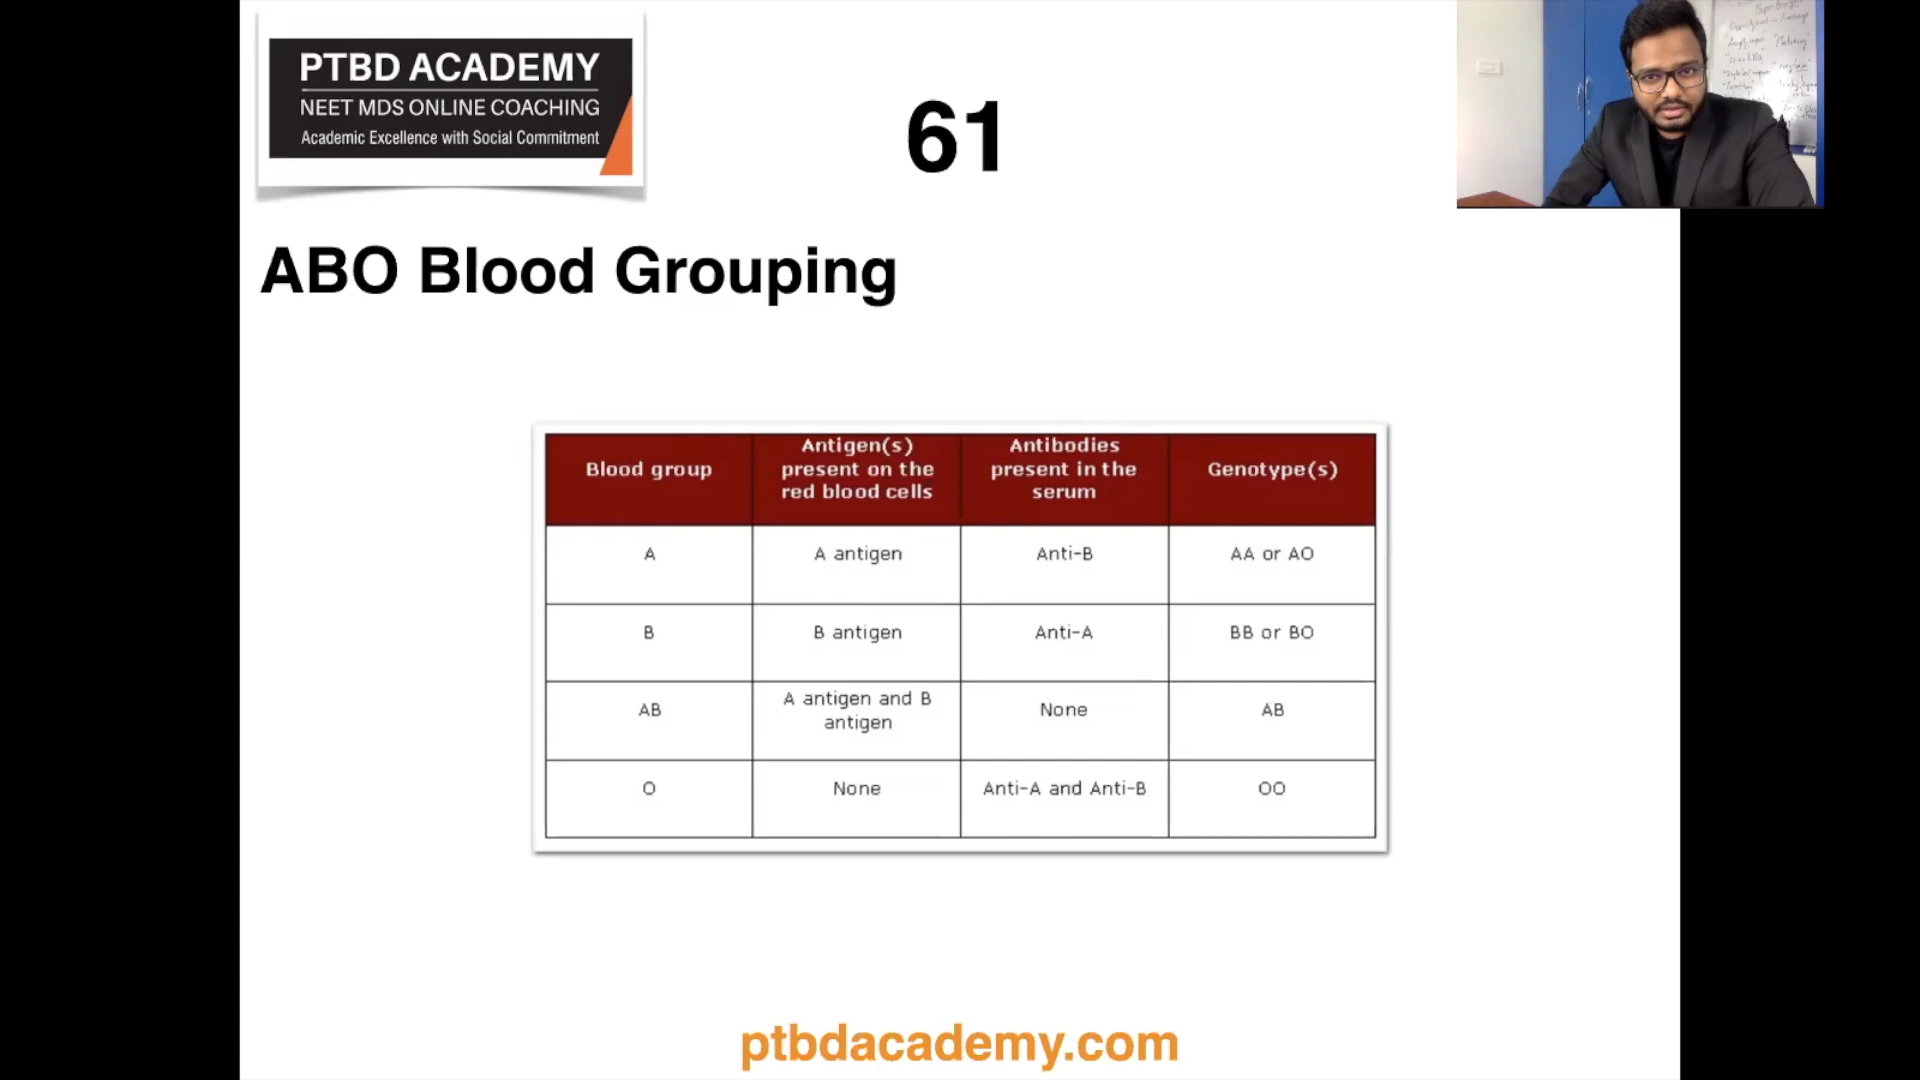 PTBD ACADEMY
NEET MDS ONLINE COACHING
Academic Excellence with Social Commitment
61
ABO Blood Grouping
Blood group
Antigen(s)
present on the
red blood cells
Antibodies
present in the
serum
Genotype(s)
A
A antigen
Anti-B
AA or AO
B
B antigen
Anti-A
BB or BO
AB
A antigen and B
antigen
None
AB
O
None
Anti-A and Anti-B
OO
ptbdacademy.com